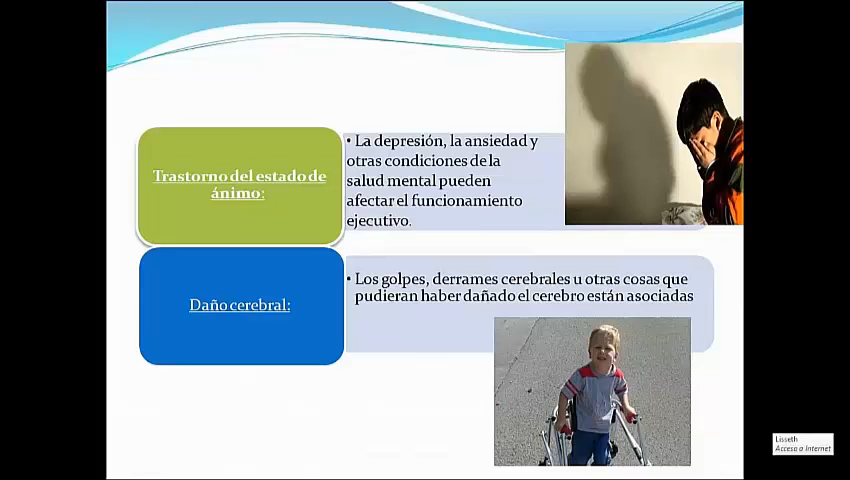 Trastorno del estado de
ánimo:
• La depresión, la ansiedad y
otras condiciones de la
salud mental pueden
afectar el funcionamiento
ejecutivo.
Daño cerebral:
• Los golpes, derrames cerebrales u otras cosas que
pudieran haber dañado el cerebro están asociadas
Lisseth
Acceso a Internet